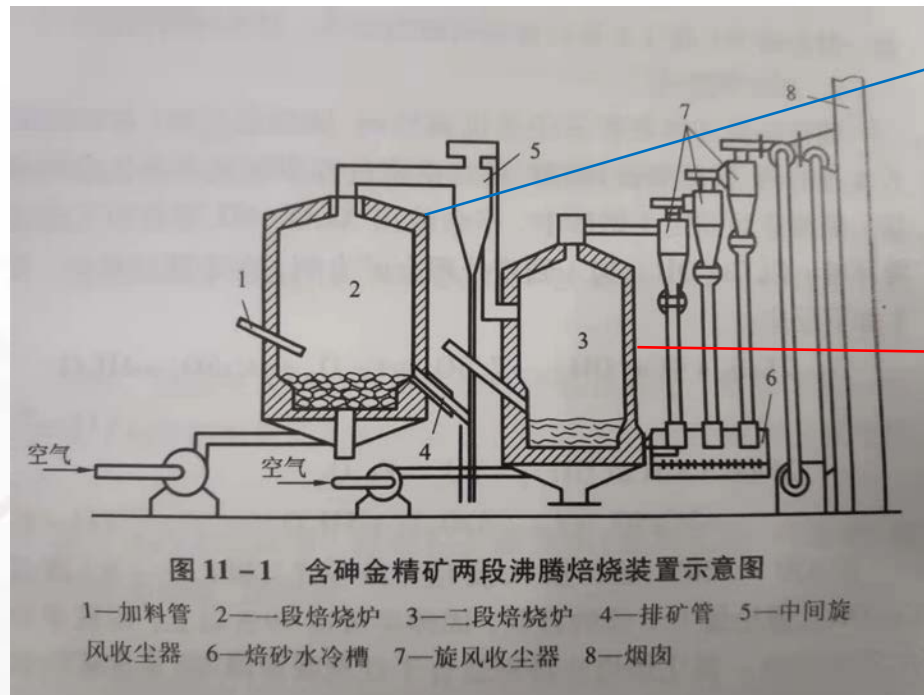 8
7
5
1
2
3
6
4
空气
空气
图 11-1 含砷金精矿两段沸腾焙烧装置示意图
1—加料管 2—一段焙烧炉 3—二段焙烧炉 4—排矿管 5—中间旋
风收尘器 6—焙砂水冷槽 7—旋风收尘器 8—烟囱